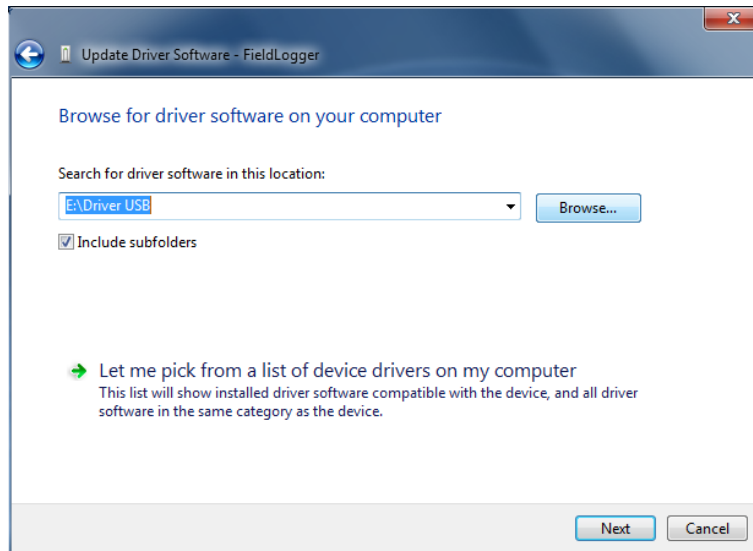 Update Driver Software - FieldLogger
Browse for driver software on your computer
Search for driver software in this location:
E:\Driver USB
Browse...
Include subfolders
Let me pick from a list of device drivers on my computer
This list will show installed driver software compatible with the device, and all driver
software in the same category as the device.
Next
Cancel